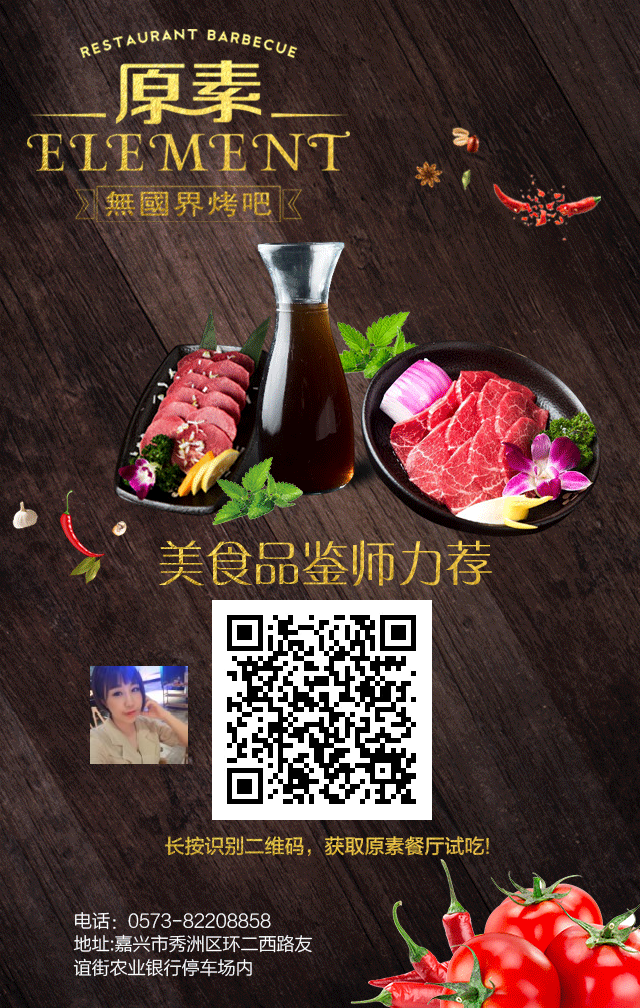 RESTAURANT BARBECUE
原素
ELEMENT
無國界烤吧
美食品鉴师力荐
长按识别二维码，获取原素餐厅试吃!
电话：0573-82208858
地址:嘉兴市秀洲区环二西路友
谊街农业银行停车场内